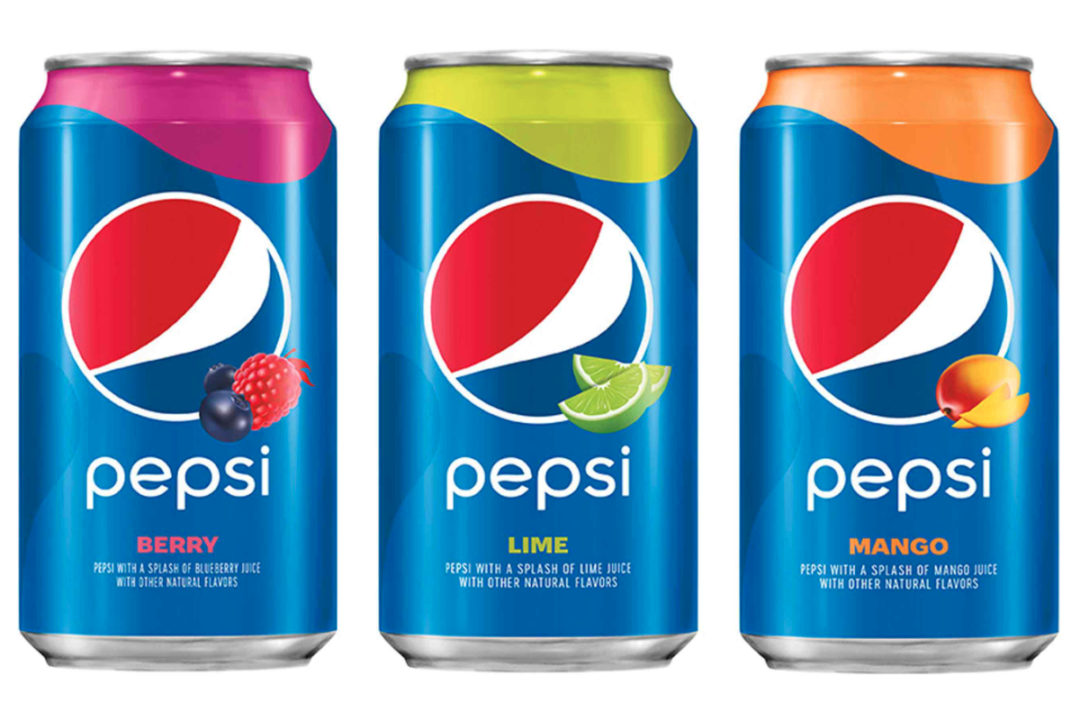 pepsi
BERRY
PEPSI WITH A SPLASH OF BLUEBERRY JUICE
WITH OTHER NATURAL FLAVORS
pepsi
LIME
PEPSI WITH A SPLASH OF LIME JUICE
WITH OTHER NATURAL FLAVORS
pepsi
MANGO
PEPSI WITH A SPLASH OF MANGO JUICE
WITH OTHER NATURAL FLAVORS